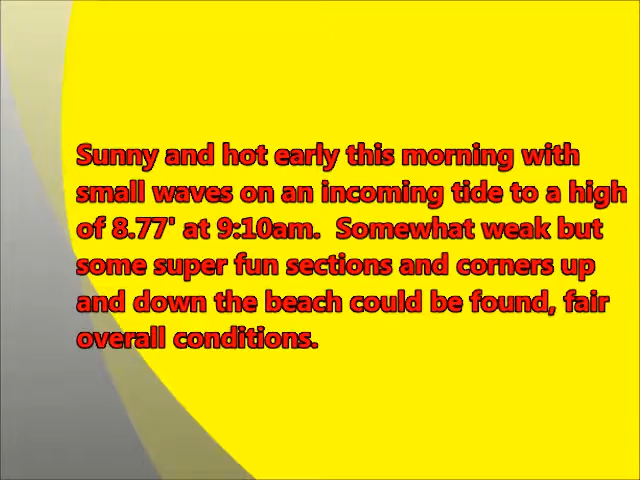 Sunny and hot early this morning with
small waves on an incoming tide to a high
of 8.77' at 9:10am.  Somewhat weak but
some super fun sections and corners up
and down the beach could be found, fair
overall conditions.